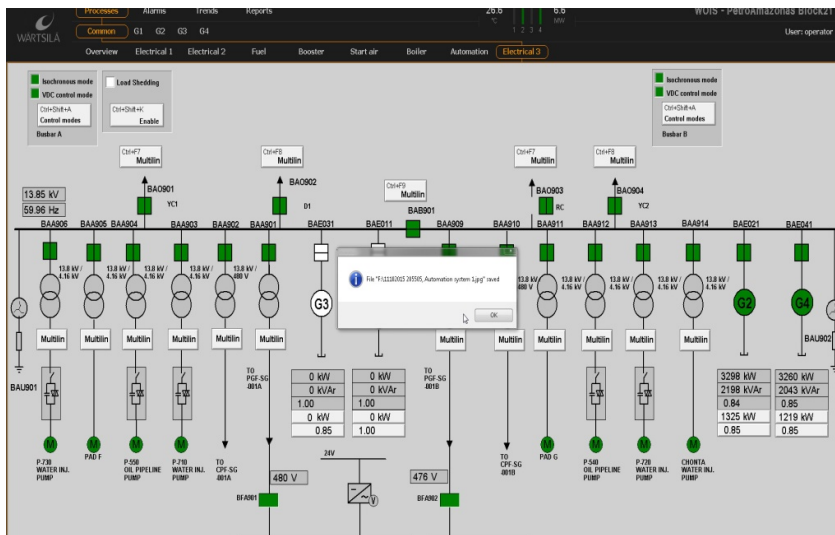 WÄRTSILÄ
Processes Alarms Trends Reports
Common G1 G2 G3 G4
Overview Electrical 1 Electrical 2 Fuel Booster Start air Boiler Automation Electrical 3
26.6 °C
1 2 3 4
6.6 MW
WOIS - PetroAmazonas Block21
User: operator
Isochronous mode
VDC control mode
Ctrl+Shift+A
Control modes
Busbar A
Load Shedding
Ctrl+Shift+K
Enable
Isochronous mode
VDC control mode
Ctrl+Shift+A
Control modes
Busbar B
Ctrl+F7
Multilin
Ctrl+F8
Multilin
Ctrl+F9
Multilin
Ctrl+F7
Multilin
Ctrl+F8
Multilin
BAO901
YC1
BAO902
D1
BAB901
BAO903
RC
BAO904
YC2
13.85 kV
59.96 Hz
BAA906 BAA905 BAA904 BAA903 BAA902 BAA901 BAE031 BAE011 BAA909 BAA910 BAA911 BAA912 BAA913 BAA914 BAE021 BAE041
13.8 kV / 4.16 kV
13.8 kV / 4.16 kV
13.8 kV / 4.16 kV
13.8 kV / 480 V
File "F:\11182015 205505, Automation system 1.jpg" saved
OK
13.8 kV / 480 V
13.8 kV / 4.16 kV
13.8 kV / 4.16 kV
13.8 kV / 4.16 kV
G3
G2
G4
Multilin Multilin Multilin Multilin Multilin Multilin Multilin Multilin Multilin Multilin Multilin Multilin
BAU901
BAU902
TO
PGF-SG
-001A
TO
PGF-SG
-001B
0 kW
0 kVAr
1.00
0 kW
0.85
0 kW
0 kVAr
1.00
0 kW
1.00
3298 kW
2198 kVAr
0.84
1325 kW
0.85
3260 kW
2043 kVAr
0.85
1219 kW
0.85
M M M M M M M M
P-730
WATER INJ.
PUMP
PAD F
P-550
OIL PIPELINE
PUMP
P-710
WATER INJ.
PUMP
TO
CPF-SG
-001A
480 V
BFA901
24V
V
476 V
BFA902
TO
CPF-SG
-001B
PAD G
P-540
OIL PIPELINE
PUMP
P-720
WATER INJ.
PUMP
CHONTA
WATER INJ.
PUMP